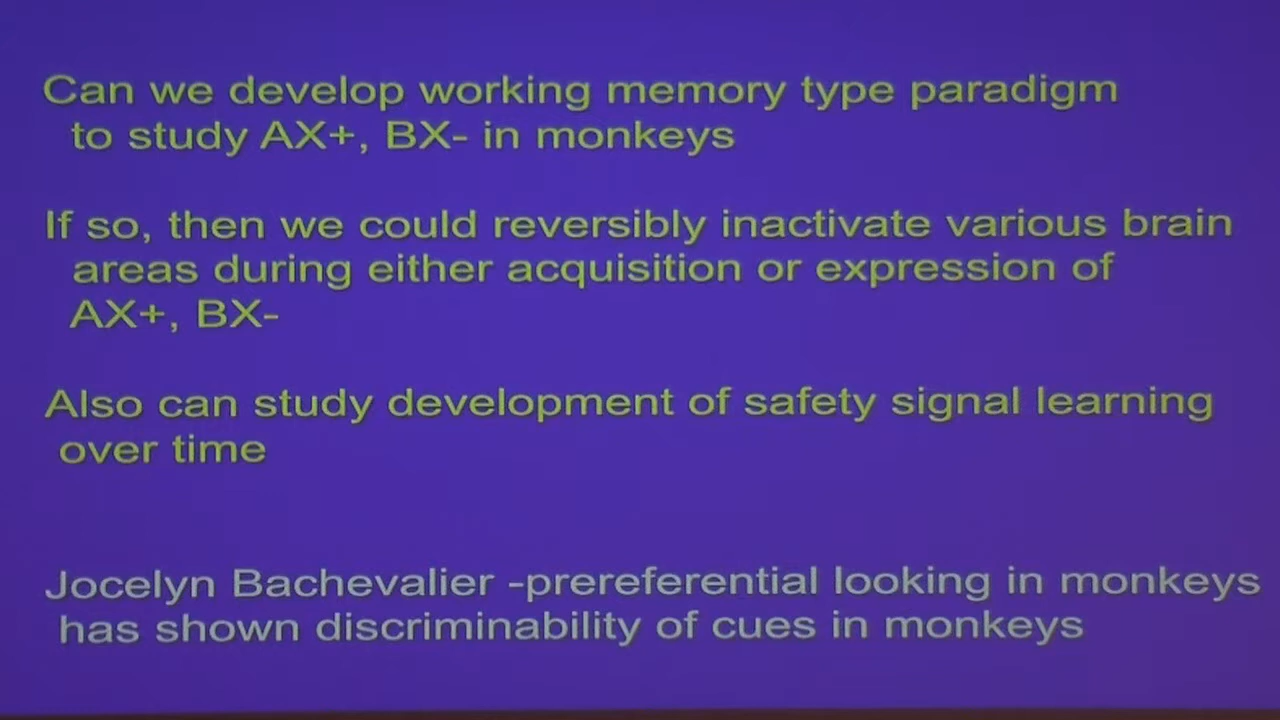 Can we develop working memory type paradigm
to study AX+, BX- in monkeys
If so, then we could reversibly inactivate various brain
areas during either acquisition or expression of
AX+, BX-
Also can study development of safety signal learning
over time
Jocelyn Bachevalier -prereferential looking in monkeys
has shown discriminability of cues in monkeys